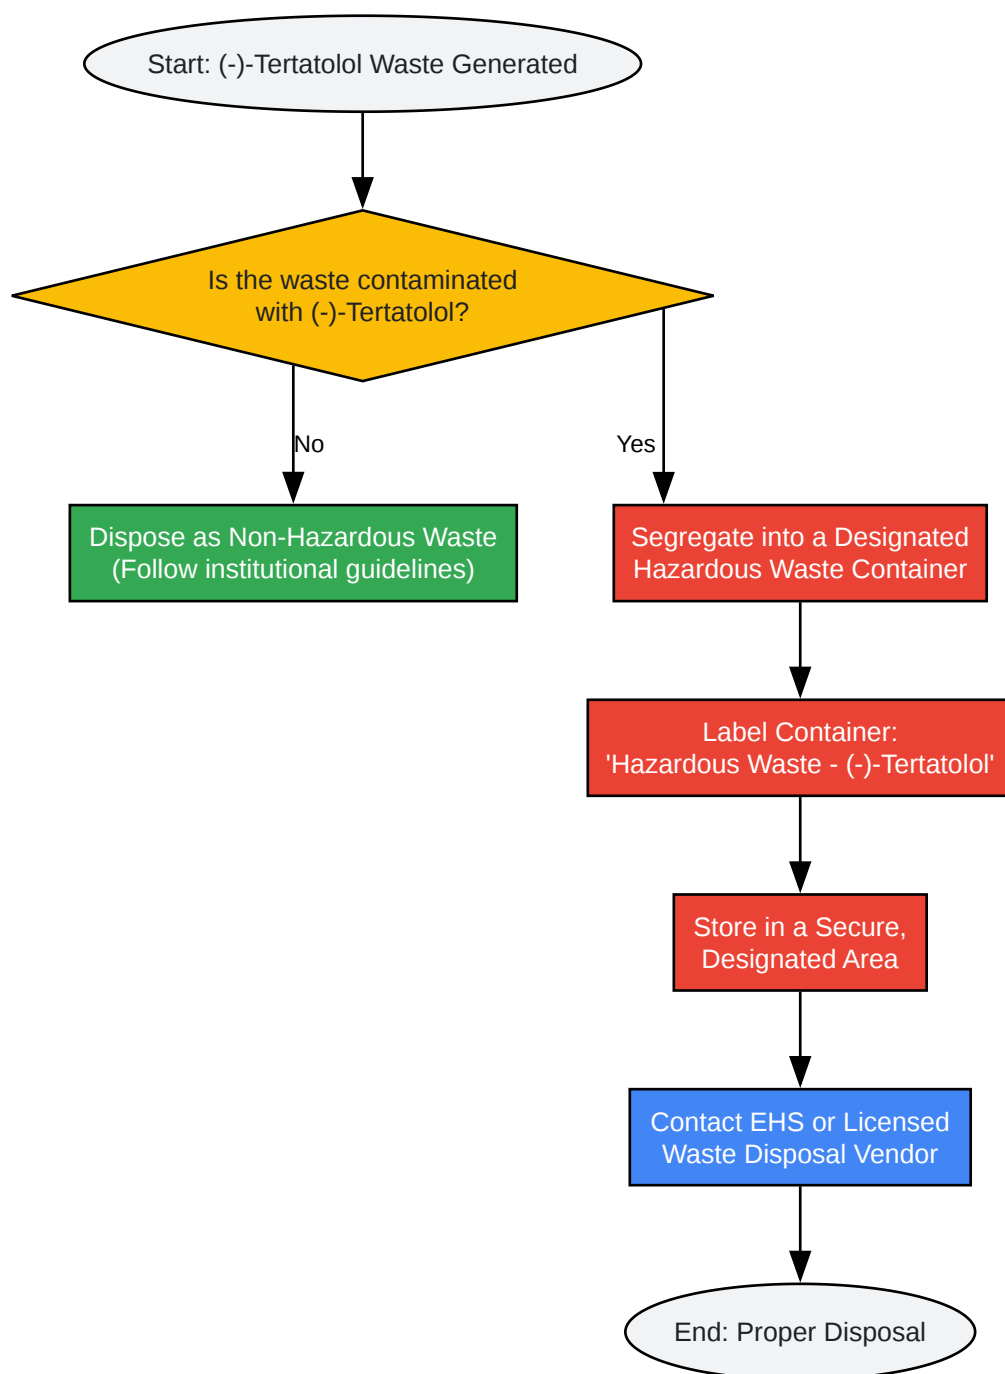 Start: (-)-Tertatolol Waste Generated
Is the waste contaminated
with (-)-Tertatolol?
No
Yes
Dispose as Non-Hazardous Waste
(Follow institutional guidelines)
Segregate into a Designated
Hazardous Waste Container
Label Container:
'Hazardous Waste - (-)-Tertatolol'
Store in a Secure,
Designated Area
Contact EHS or Licensed
Waste Disposal Vendor
End: Proper Disposal